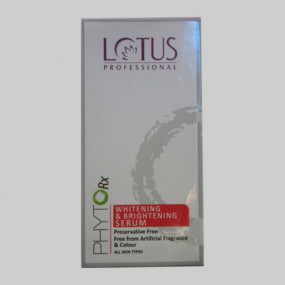 LOTUS
PROFESSIONAL
PHYTORx
WHITENING
& BRIGHTENING
SERUM
Preservative Free
Free from Artificial Fragrance
& Colour
ALL SKIN TYPES